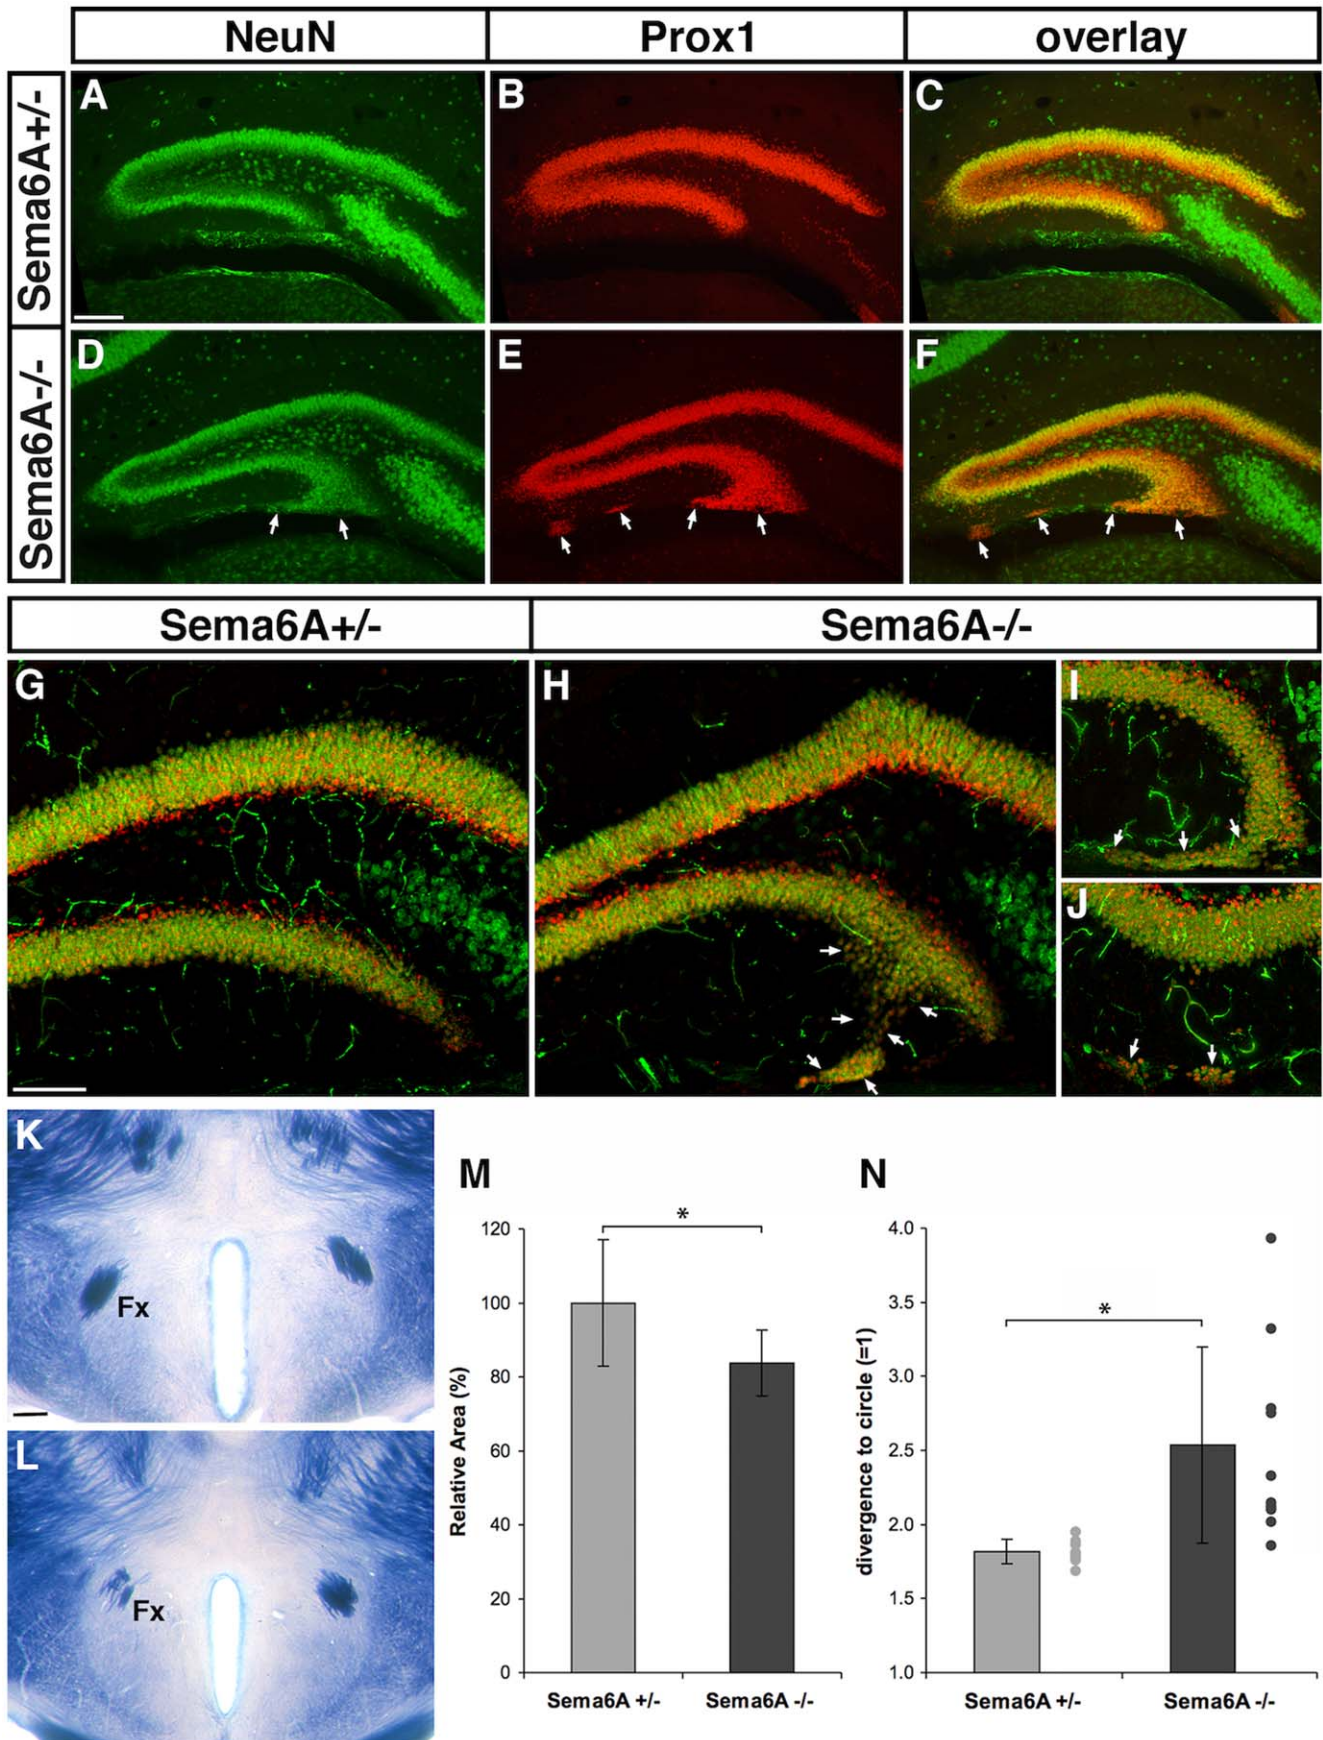 NeuN Prox1 overlay
Sema6A+/-
A B C
Sema6A-/-
D E F
Sema6A+/- Sema6A-/-
G H I
J
K
Fx
L
Fx
M
*
120
100
80
60
40
20
0
Relative Area (%)
Sema6A +/- Sema6A -/-
N
*
4.0
3.5
3.0
2.5
2.0
1.5
1.0
divergence to circle (=1)
Sema6A +/- Sema6A -/-